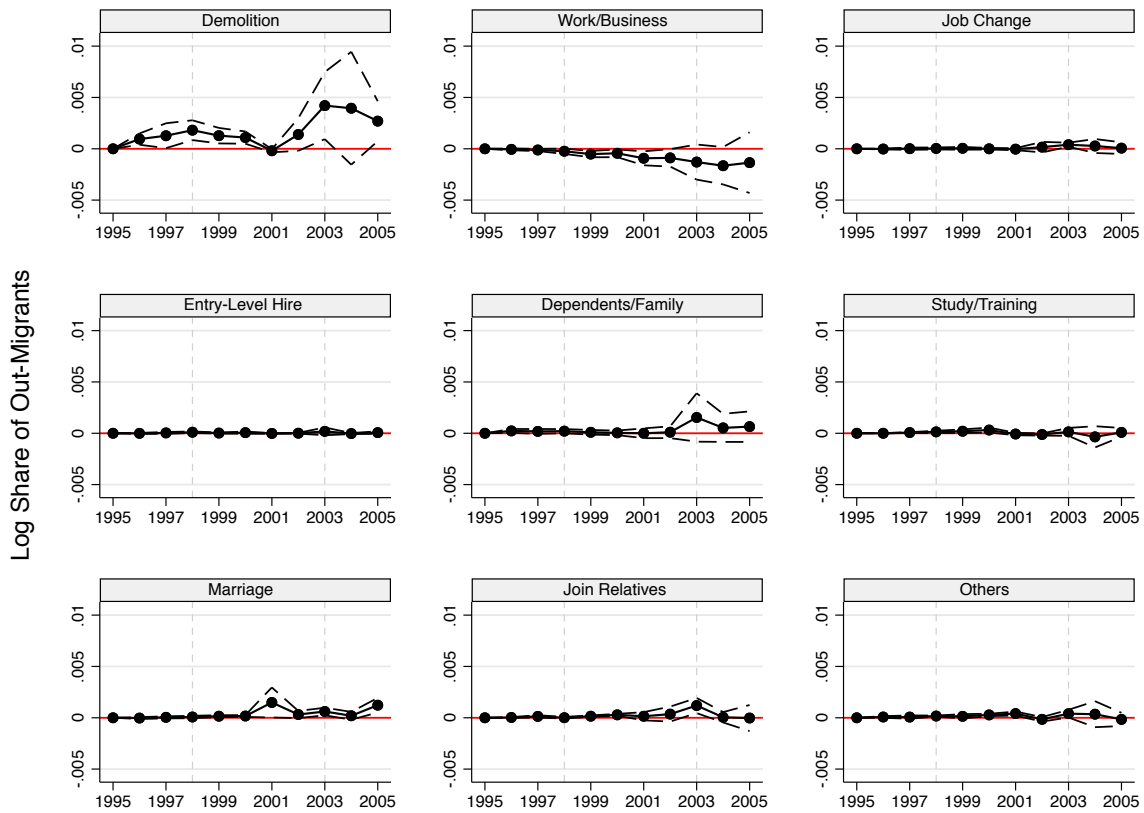 Log Share of Out-Migrants
Demolition
.01
.005
0
-.005
1995 1997 1999 2001 2003 2005
Work/Business
.01
.005
0
-.005
1995 1997 1999 2001 2003 2005
Job Change
.01
.005
0
-.005
1995 1997 1999 2001 2003 2005
Entry-Level Hire
.01
.005
0
-.005
1995 1997 1999 2001 2003 2005
Dependents/Family
.01
.005
0
-.005
1995 1997 1999 2001 2003 2005
Study/Training
.01
.005
0
-.005
1995 1997 1999 2001 2003 2005
Marriage
.01
.005
0
-.005
1995 1997 1999 2001 2003 2005
Join Relatives
.01
.005
0
-.005
1995 1997 1999 2001 2003 2005
Others
.01
.005
0
-.005
1995 1997 1999 2001 2003 2005